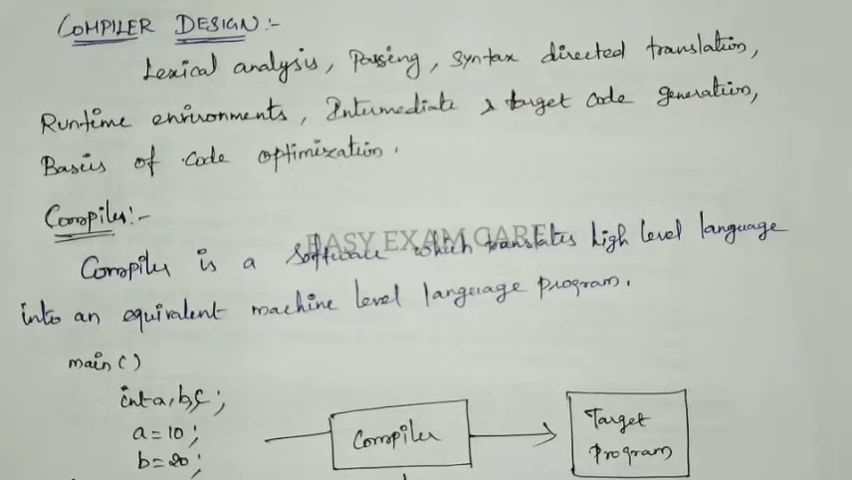 COMPILER DESIGN :-
Lexical analysis, Parsing, Syntax directed translation,
Runtime environments, Intermediate & target code generation,
Basics of code optimization.
Compiler:-
EASY EXAM CARE
Compiler is a software which translates high level language
into an equivalent machine level language program.
main()
int a,b,c;
a=10;
b=20;
Compiler
Target
Program